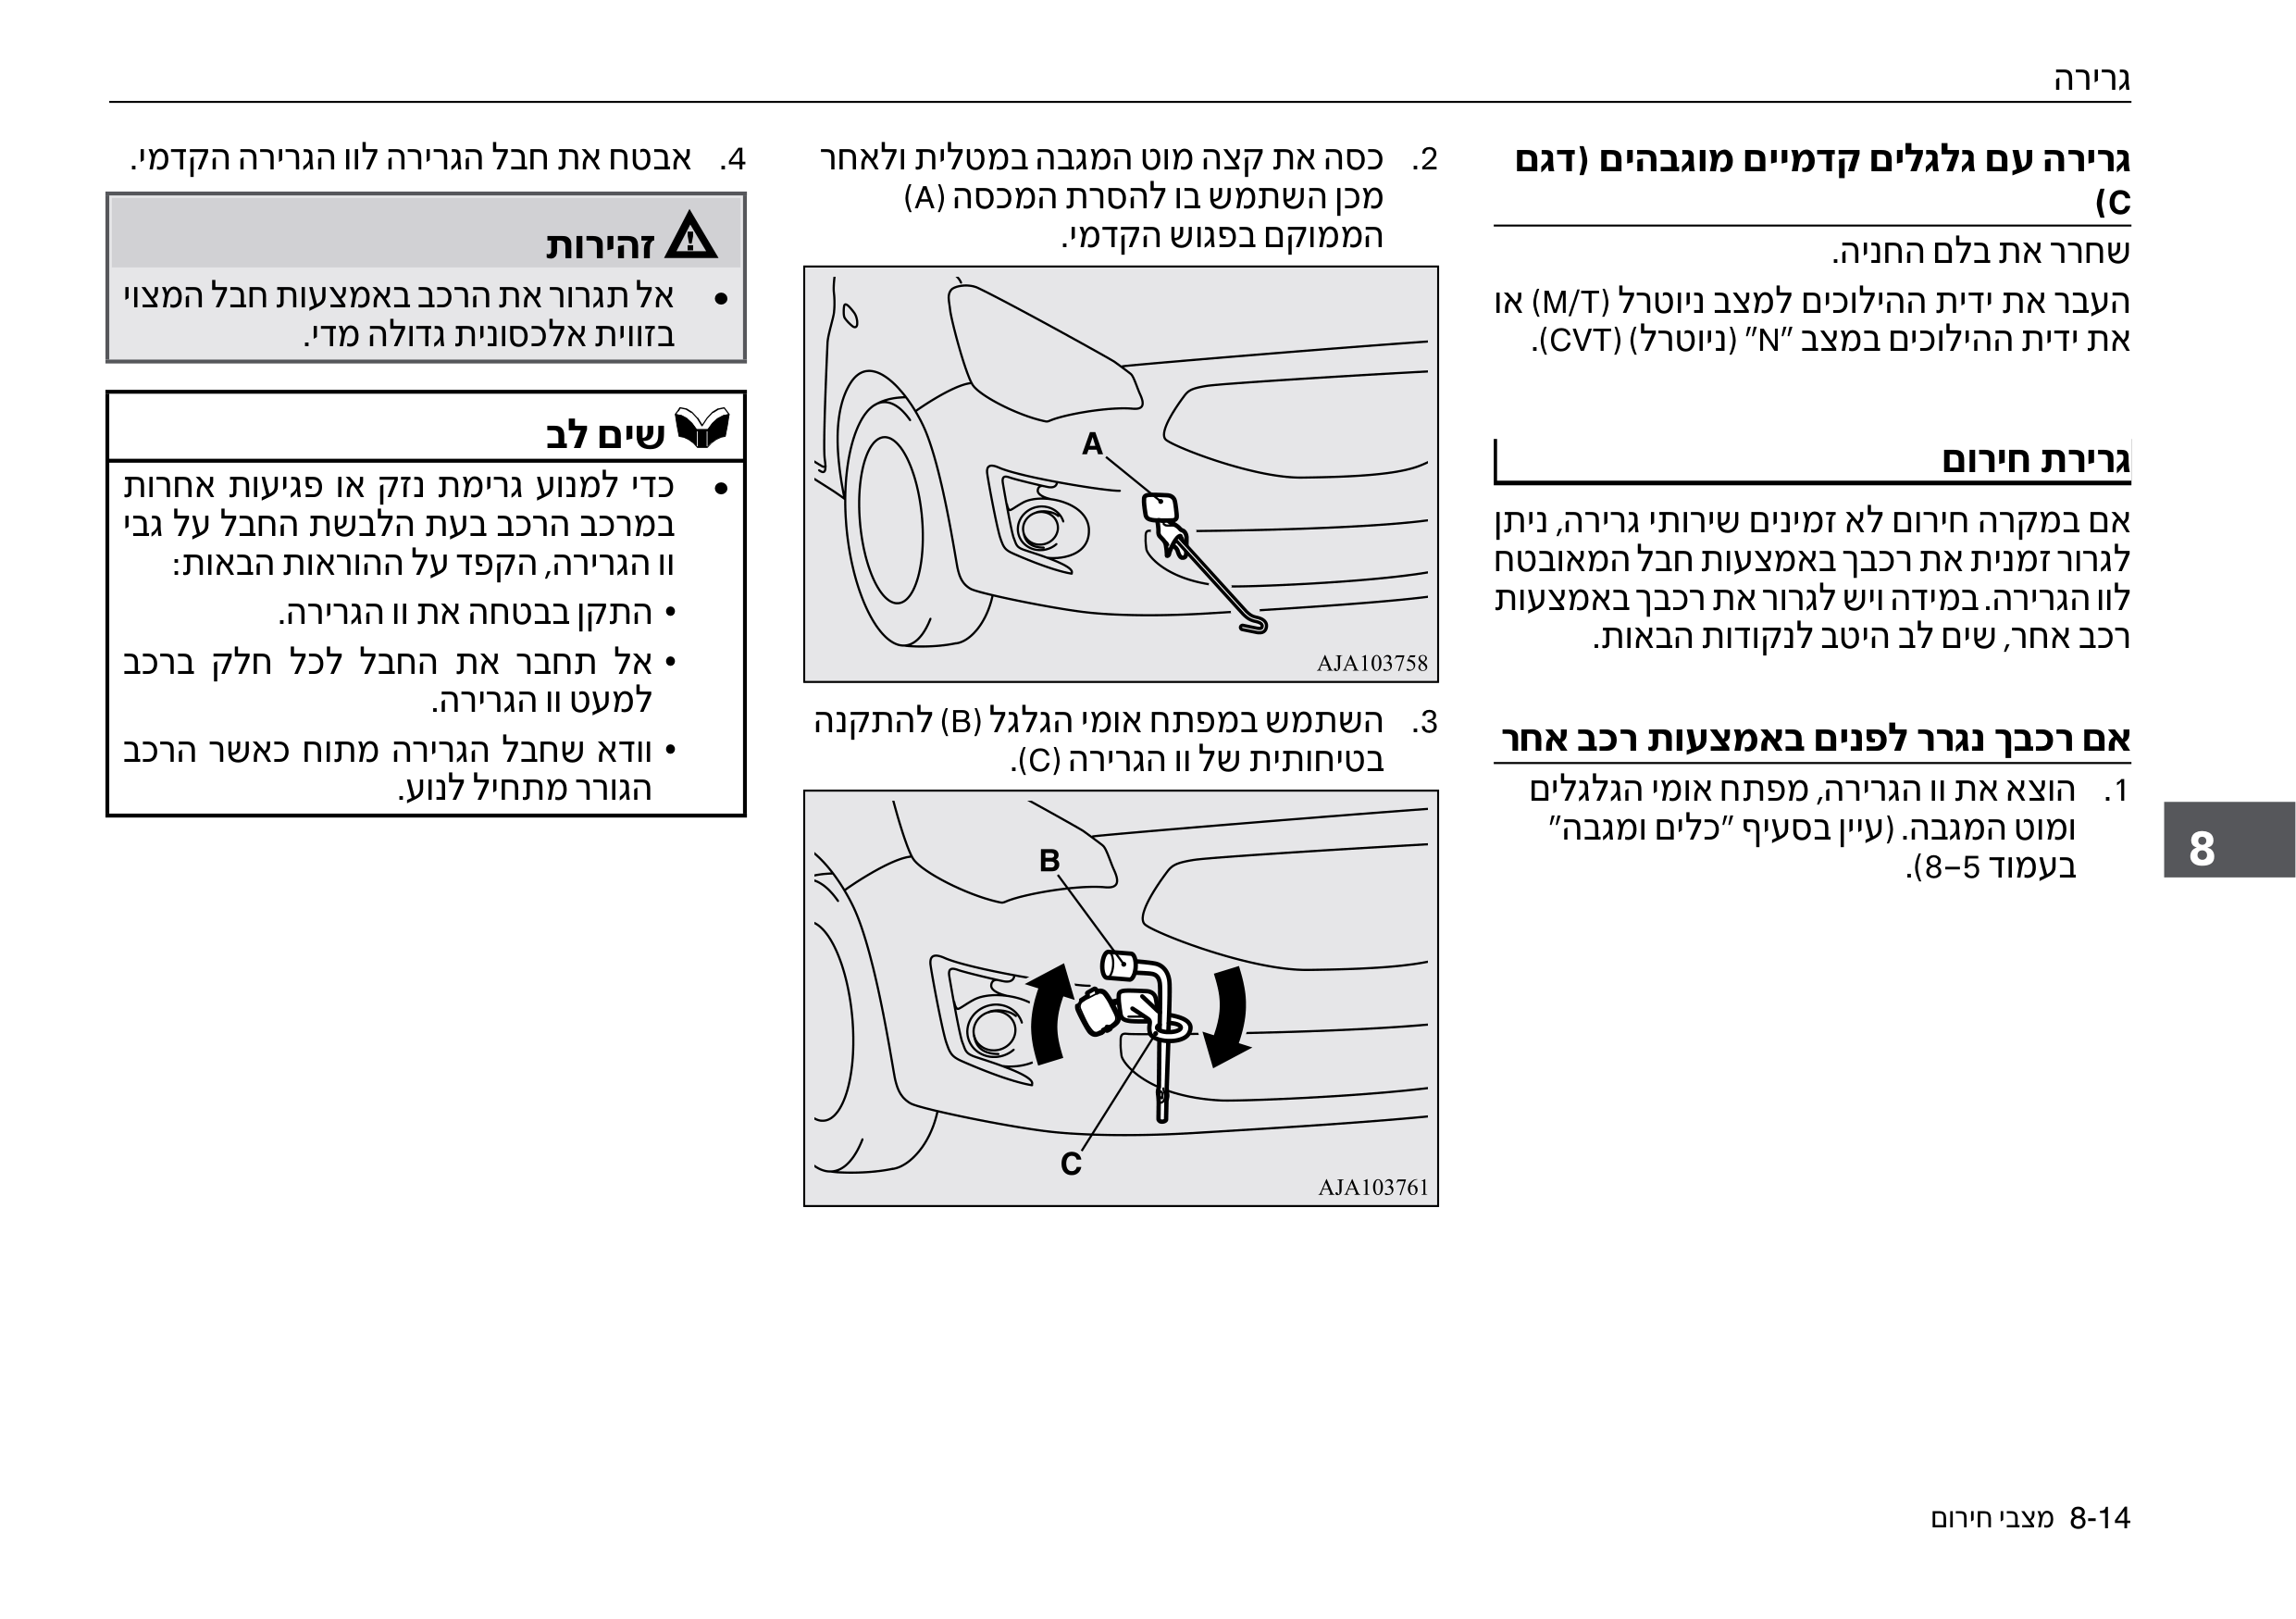 גרירה
גרירה עם גלגלים קדמיים מוגבהים (דגם
C)
שחרר את בלם החניה.
העבר את ידית ההילוכים למצב ניוטרל (M/T) או
את ידית ההילוכים במצב "N" (ניוטרל) (CVT).
גרירת חירום
אם במקרה חירום לא זמינים שירותי גרירה, ניתן
לגרור זמנית את רכבך באמצעות חבל המאובטח
לוו הגרירה. במידה ויש לגרור את רכבך באמצעות
רכב אחר, שים לב היטב לנקודות הבאות.
אם רכבך נגרר לפנים באמצעות רכב אחר
1. הוצא את וו הגרירה, מפתח אומי הגלגלים
ומוט המגבה. (עיין בסעיף "כלים ומגבה"
בעמוד 8–5).
2. כסה את קצה מוט המגבה במטלית ולאחר
מכן השתמש בו להסרת המכסה (A)
הממוקם בפגוש הקדמי.
A
AJA103758
3. השתמש במפתח אומי הגלגל (B) להתקנה
בטיחותית של וו הגרירה (C).
B
C
AJA103761
4. אבטח את חבל הגרירה לוו הגרירה הקדמי.
זהירות
• אל תגרור את הרכב באמצעות חבל המצוי
בזווית אלכסונית גדולה מדי.
שים לב
• כדי למנוע גרימת נזק או פגיעות אחרות
במרכב הרכב בעת הלבשת החבל על גבי
וו הגרירה, הקפד על ההוראות הבאות:
• התקן בבטחה את וו הגרירה.
• אל תחבר את החבל לכל חלק ברכב
למעט וו הגרירה.
• וודא שחבל הגרירה מתוח כאשר הרכב
הגורר מתחיל לנוע.
8
8-14 מצבי חירום